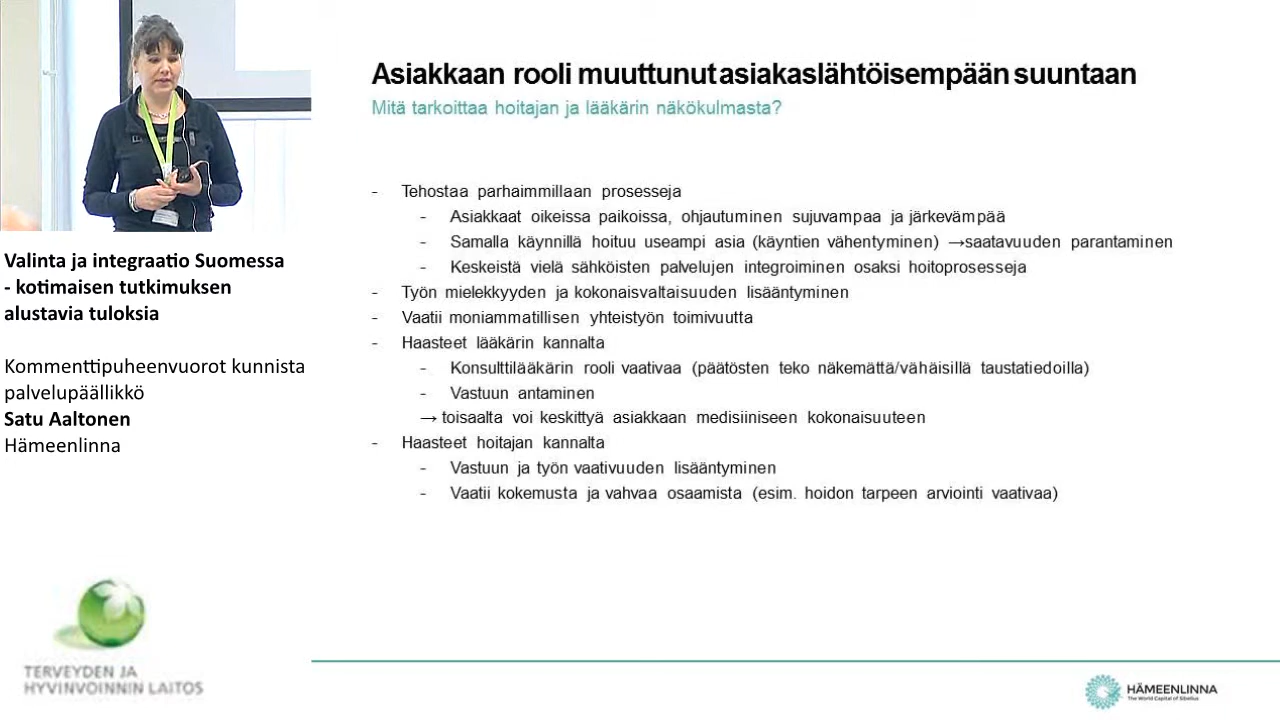 Asiakkaan rooli muuttunut asiakaslähtöisempään suuntaan
Mitä tarkoittaa hoitajan ja lääkärin näkökulmasta?
- Tehostaa parhaimmillaan prosesseja
- Asiakkaat oikeissa paikoissa, ohjautuminen sujuvampaa ja järkevämpää
- Samalla käynnillä hoituu useampi asia (käyntien vähentyminen) →saatavuuden parantaminen
- Keskeistä vielä sähköisten palvelujen integroiminen osaksi hoitoprosesseja
- Työn mielekkyyden ja kokonaisvaltaisuuden lisääntyminen
- Vaatii moniammatillisen yhteistyön toimivuutta
- Haasteet lääkärin kannalta
- Konsulttilääkärin rooli vaativaa (päätösten teko näkemättä/vähäisillä taustatiedoilla)
- Vastuun antaminen
→ toisaalta voi keskittyä asiakkaan medisiiniseen kokonaisuuteen
- Haasteet hoitajan kannalta
- Vastuun ja työn vaativuuden lisääntyminen
- Vaatii kokemusta ja vahvaa osaamista (esim. hoidon tarpeen arviointi vaativaa)
Valinta ja integraatio Suomessa
- kotimaisen tutkimuksen
alustavia tuloksia
Kommenttipuheenvuorot kunnista
palvelupäällikkö
Satu Aaltonen
Hämeenlinna
TERVEYDEN JA
HYVINVOINNIN LAITOS
HÄMEENLINNA
The World Capital of Sibelius